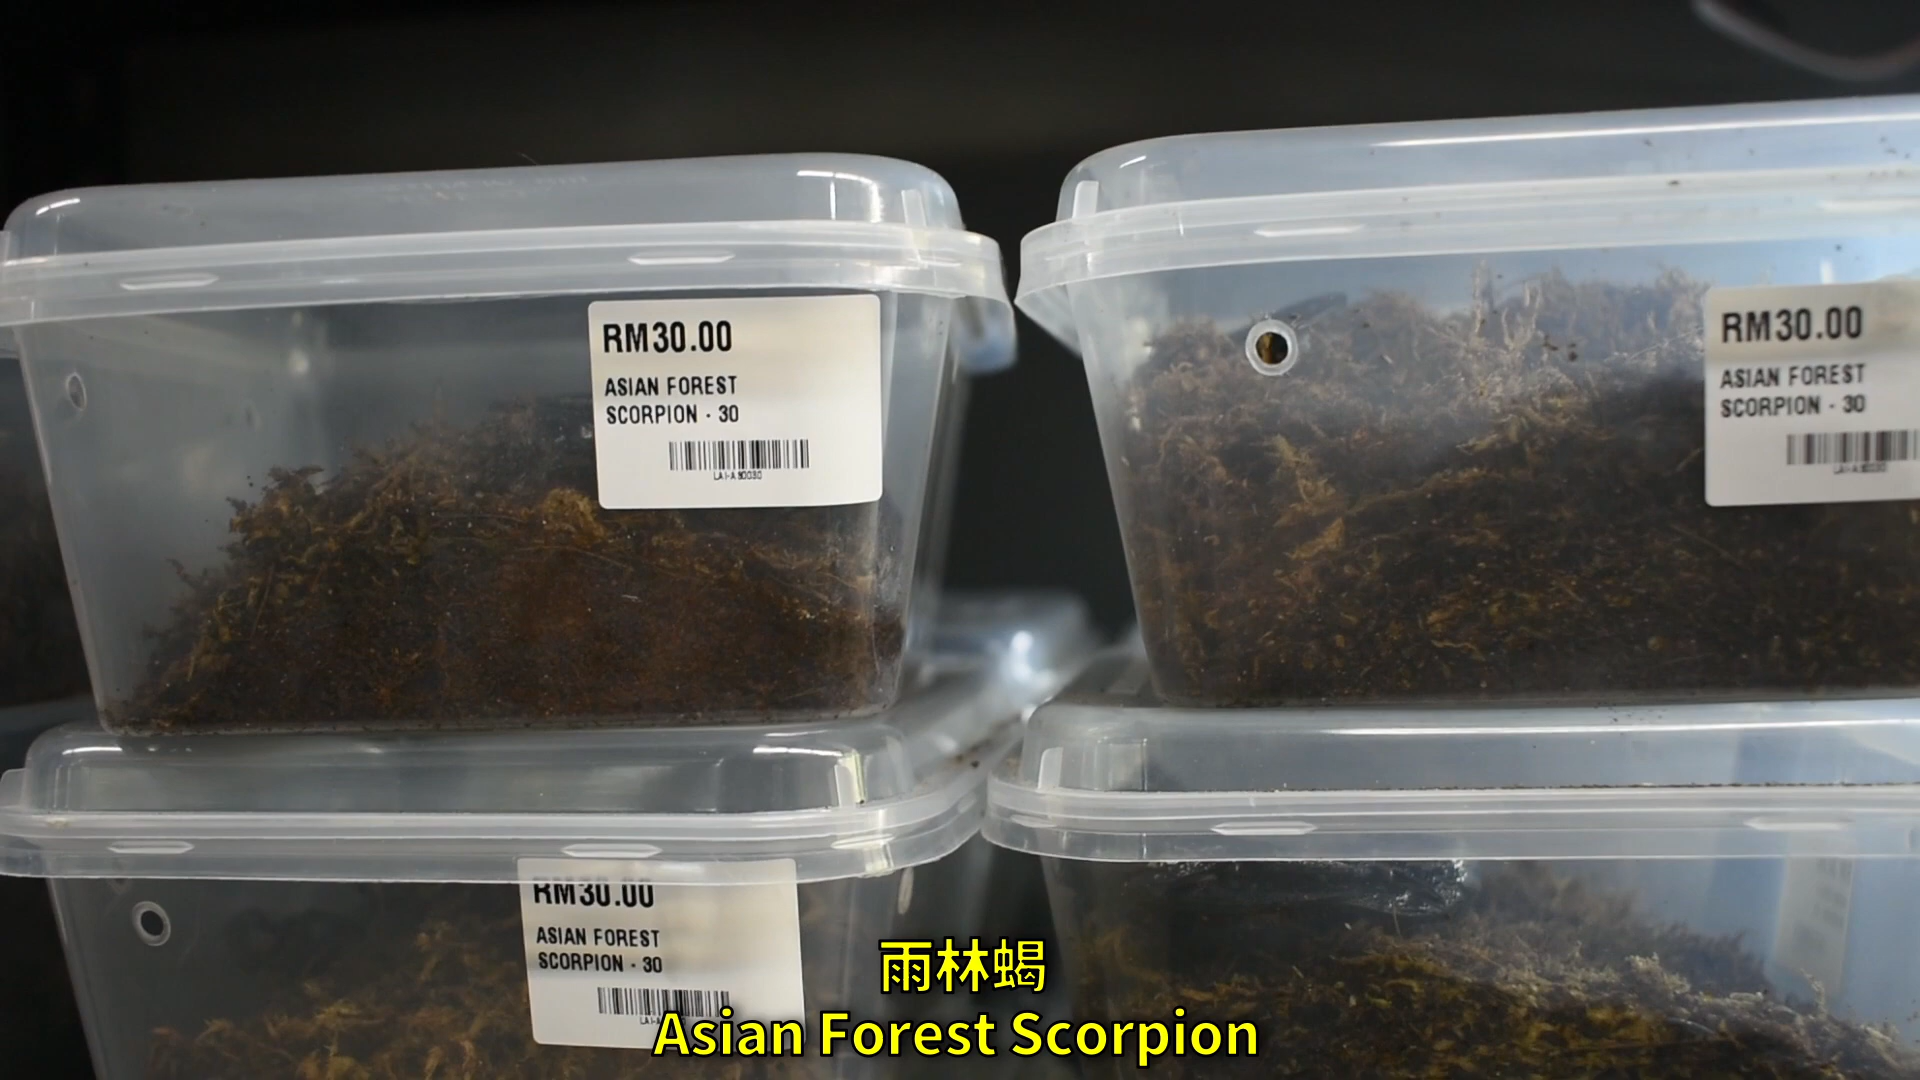 RM30.00
ASIAN FOREST
SCORPION - 30
RM30.00
ASIAN FOREST
SCORPION - 30
RM30.00
ASIAN FOREST
SCORPION - 30
雨林蝎
Asian Forest Scorpion